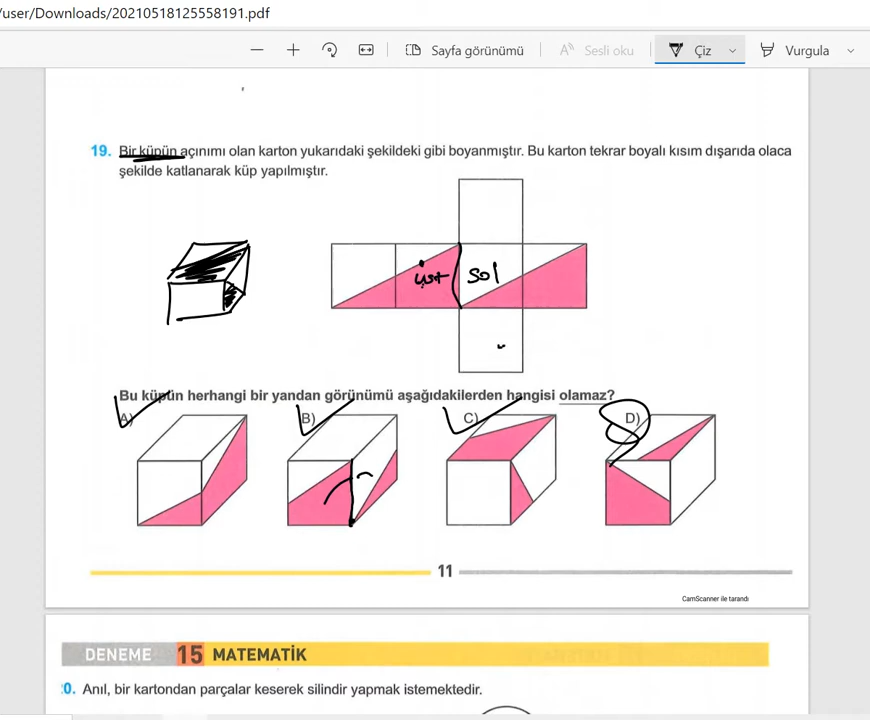 /user/Downloads/20210518125558191.pdf
Sayfa görünümü
Sesli oku
Çiz
Vurgula
19. Bir küpün açınımı olan karton yukarıdaki şekildeki gibi boyanmıştır. Bu karton tekrar boyalı kısım dışarıda olaca
şekilde katlanarak küp yapılmıştır.
üst sol
Bu küpün herhangi bir yandan görünümü aşağıdakilerden hangisi olamaz?
A) B) C) D)
11
CamScanner ile tarandı
DENEME 15 MATEMATİK
0. Anıl, bir kartondan parçalar keserek silindir yapmak istemektedir.